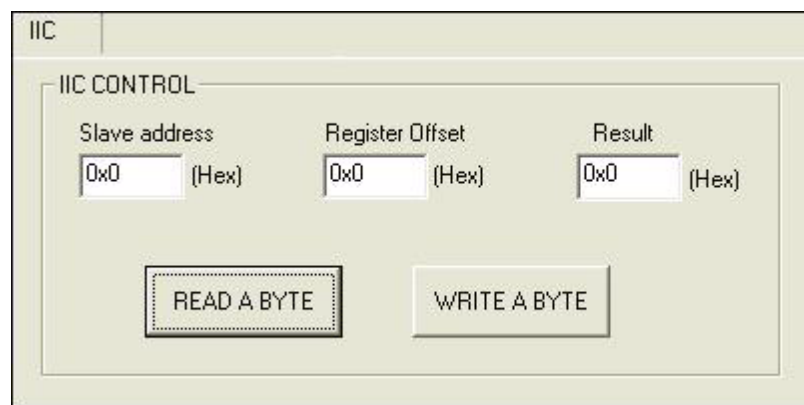 IIC
IIC CONTROL
Slave address Register Offset Result
0x0 (Hex) 0x0 (Hex) 0x0 (Hex)
READ A BYTE WRITE A BYTE